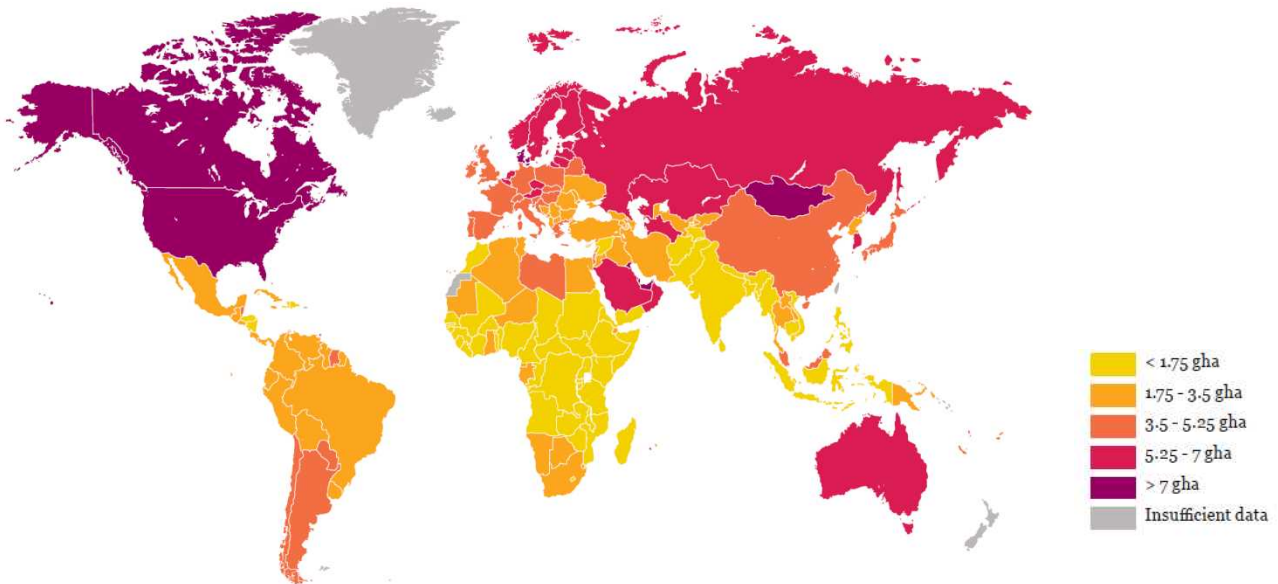 < 1.75 gha
1.75 - 3.5 gha
3.5 - 5.25 gha
5.25 - 7 gha
> 7 gha
Insufficient data